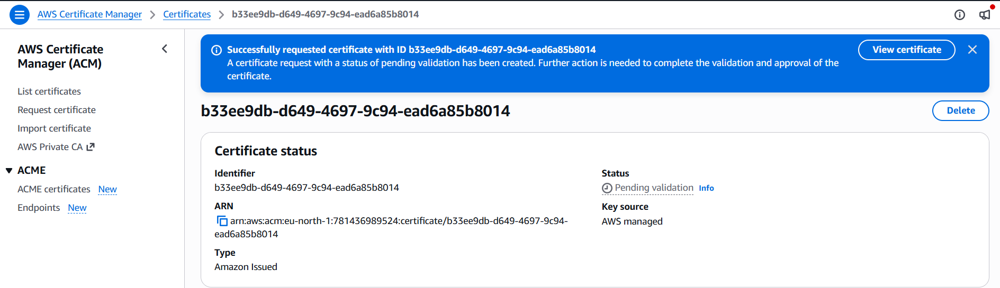 AWS Certificate Manager > Certificates > b33ee9db-d649-4697-9c94-ead6a85b8014
AWS Certificate
Manager (ACM)
List certificates
Request certificate
Import certificate
AWS Private CA
ACME
ACME certificates New
Endpoints New
Successfully requested certificate with ID b33ee9db-d649-4697-9c94-ead6a85b8014
A certificate request with a status of pending validation has been created. Further action is needed to complete the validation and approval of the
certificate.
View certificate
b33ee9db-d649-4697-9c94-ead6a85b8014
Delete
Certificate status
Identifier
b33ee9db-d649-4697-9c94-ead6a85b8014
ARN
arn:aws:acm:eu-north-1:781436989524:certificate/b33ee9db-d649-4697-9c94-
ead6a85b8014
Type
Amazon Issued
Status
Pending validation Info
Key source
AWS managed